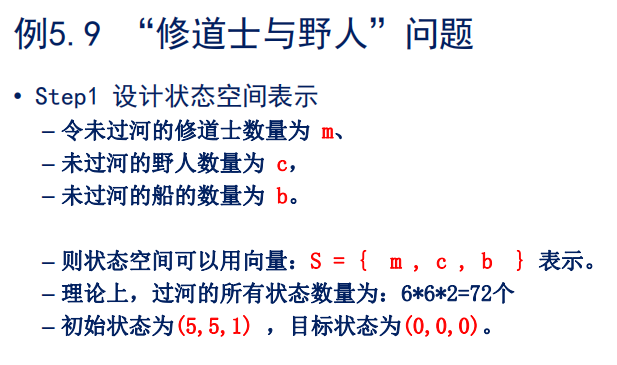 例5.9 “修道士与野人”问题
• Step1 设计状态空间表示
– 令未过河的修道士数量为 m、
– 未过河的野人数量为 c，
– 未过河的船的数量为 b。
– 则状态空间可以用向量：S = { m , c , b } 表示。
– 理论上，过河的所有状态数量为：6*6*2=72个
– 初始状态为(5,5,1) ，目标状态为(0,0,0)。